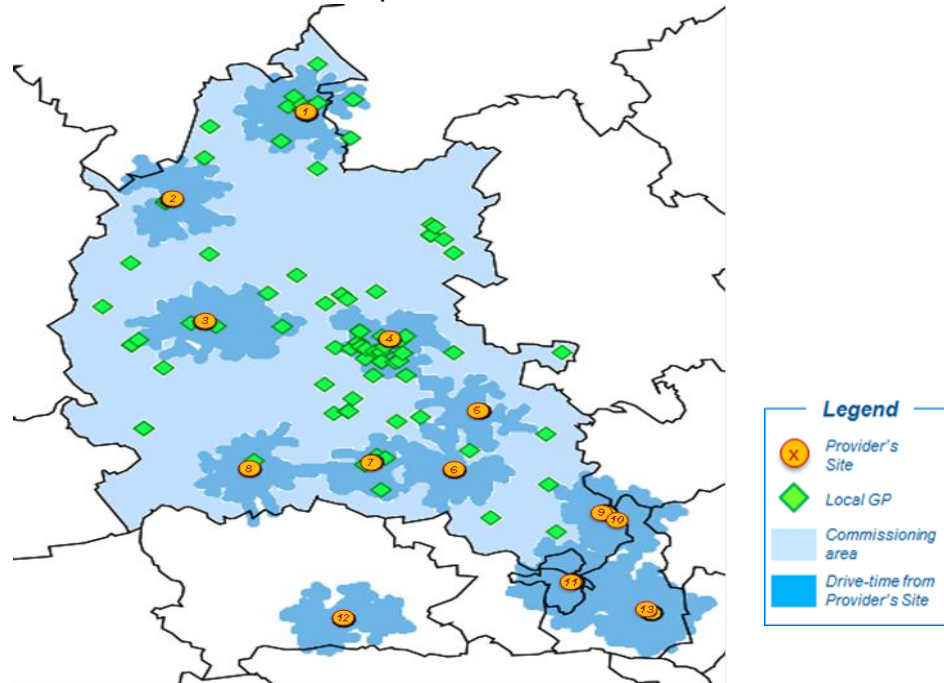 1
2
3
4
5
6
7
8
9
10
11
12
13
Legend
X
Provider's
Site
Local GP
Commissioning
area
Drive-time from
Provider's Site